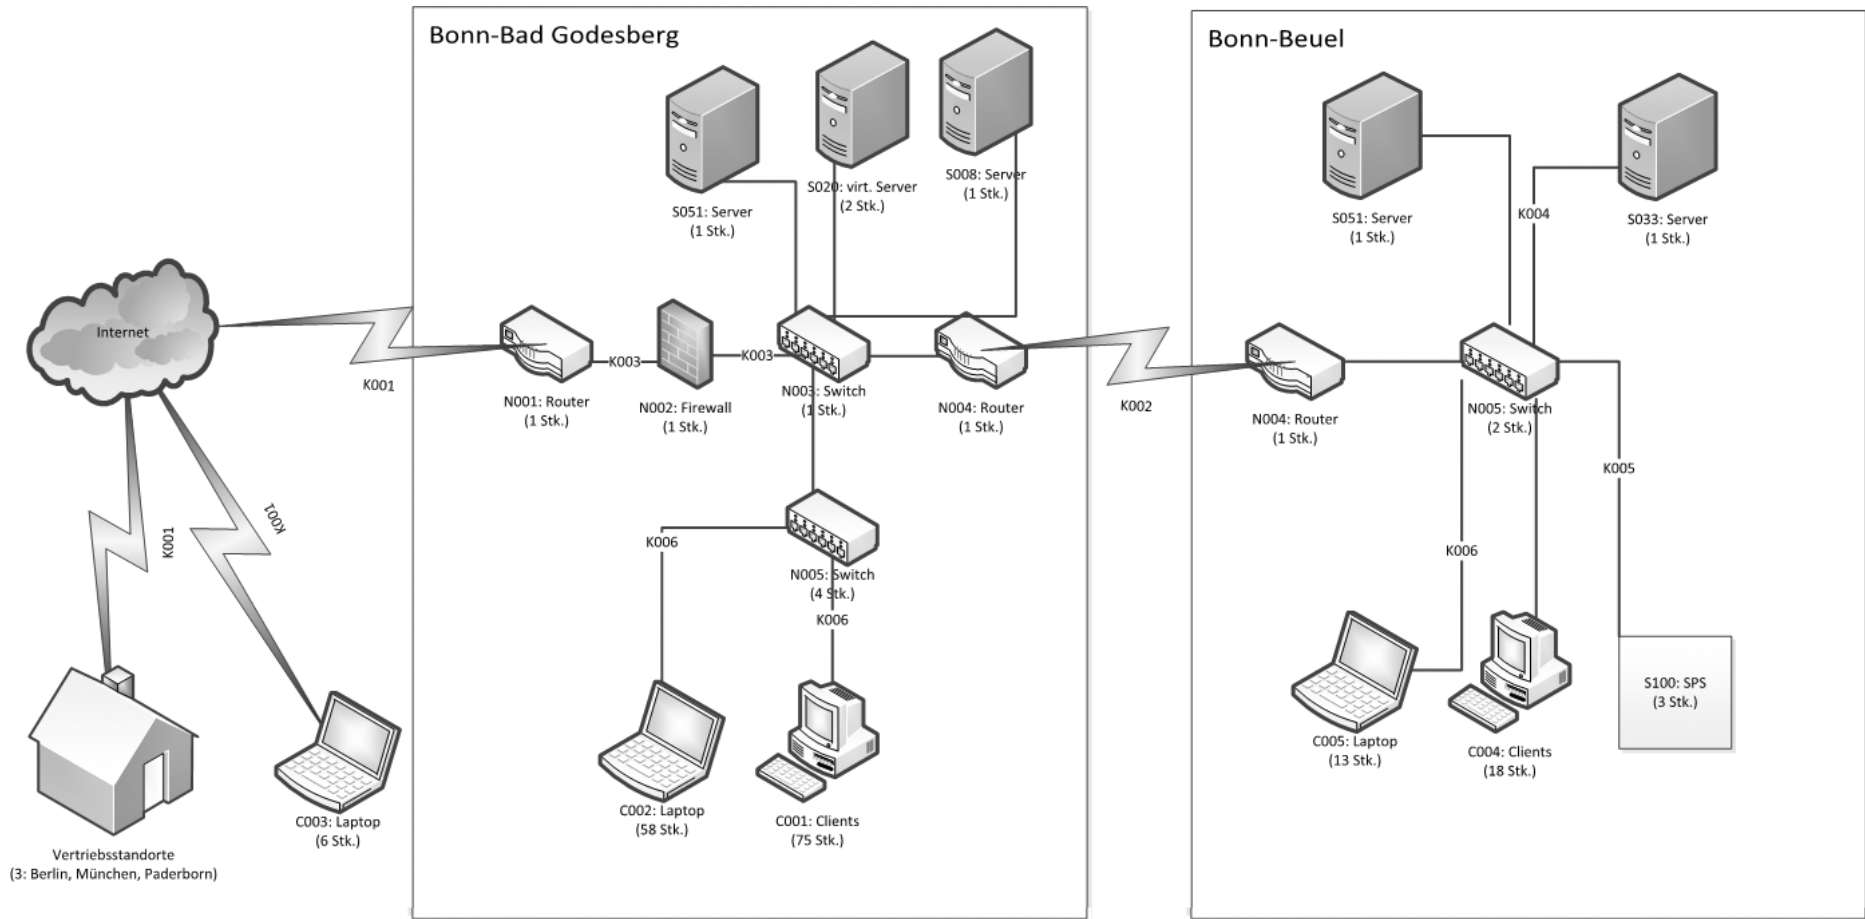 Bonn-Bad Godesberg
Bonn-Beuel
S051: Server
(1 Stk.)
S020: virt. Server
(2 Stk.)
S008: Server
(1 Stk.)
S051: Server
(1 Stk.)
K004
S033: Server
(1 Stk.)
Internet
K001
N001: Router
(1 Stk.)
K003
N002: Firewall
(1 Stk.)
K003
N003: Switch
(1 Stk.)
N004: Router
(1 Stk.)
K002
N004: Router
(1 Stk.)
N005: Switch
(2 Stk.)
K005
K001
K001
K006
N005: Switch
(4 Stk.)
K006
K006
S100: SPS
(3 Stk.)
Vertriebsstandorte
(3: Berlin, München, Paderborn)
C003: Laptop
(6 Stk.)
C002: Laptop
(58 Stk.)
C001: Clients
(75 Stk.)
C005: Laptop
(13 Stk.)
C004: Clients
(18 Stk.)